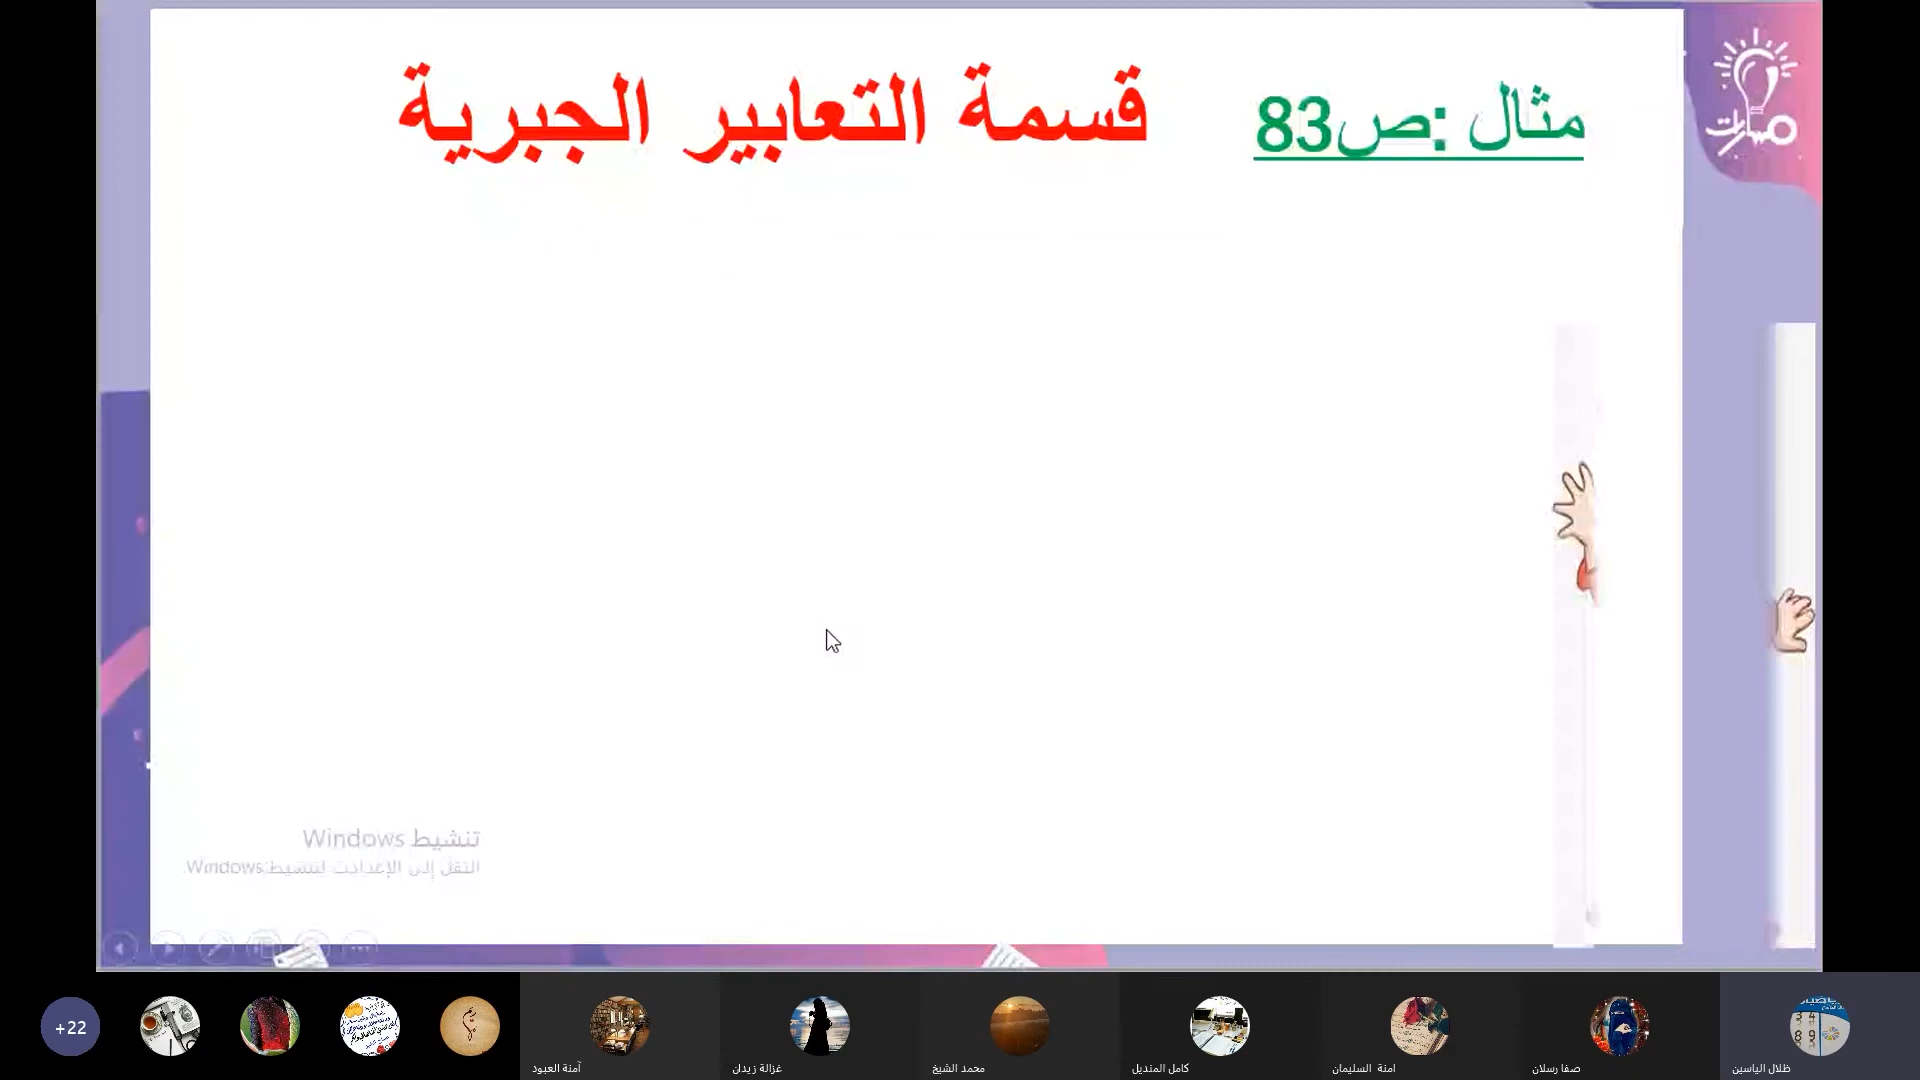 مثال :ص83 قسمة التعابير الجبرية
مسارات
تنشيط Windows
انتقل إلى الإعدادات لتنشيط Windows.
+22
آمنة العبود
غزالة زيدان
محمد الشيخ
كامل المنديل
امنة السليمان
صفا رسلان
ظلال الياسين